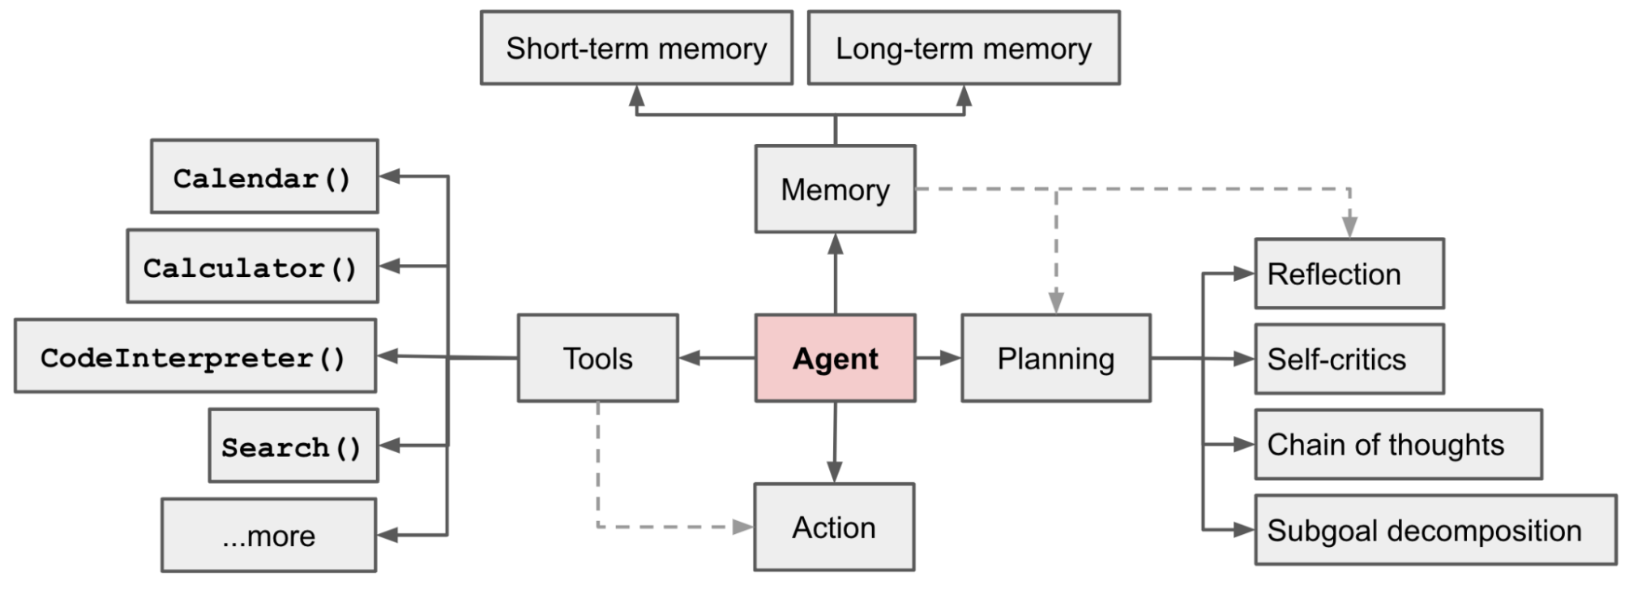 Short-term memory
Long-term memory
Calendar()
Memory
Calculator()
Reflection
CodeInterpreter()
Tools
Agent
Planning
Self-critics
Search()
Chain of thoughts
...more
Action
Subgoal decomposition